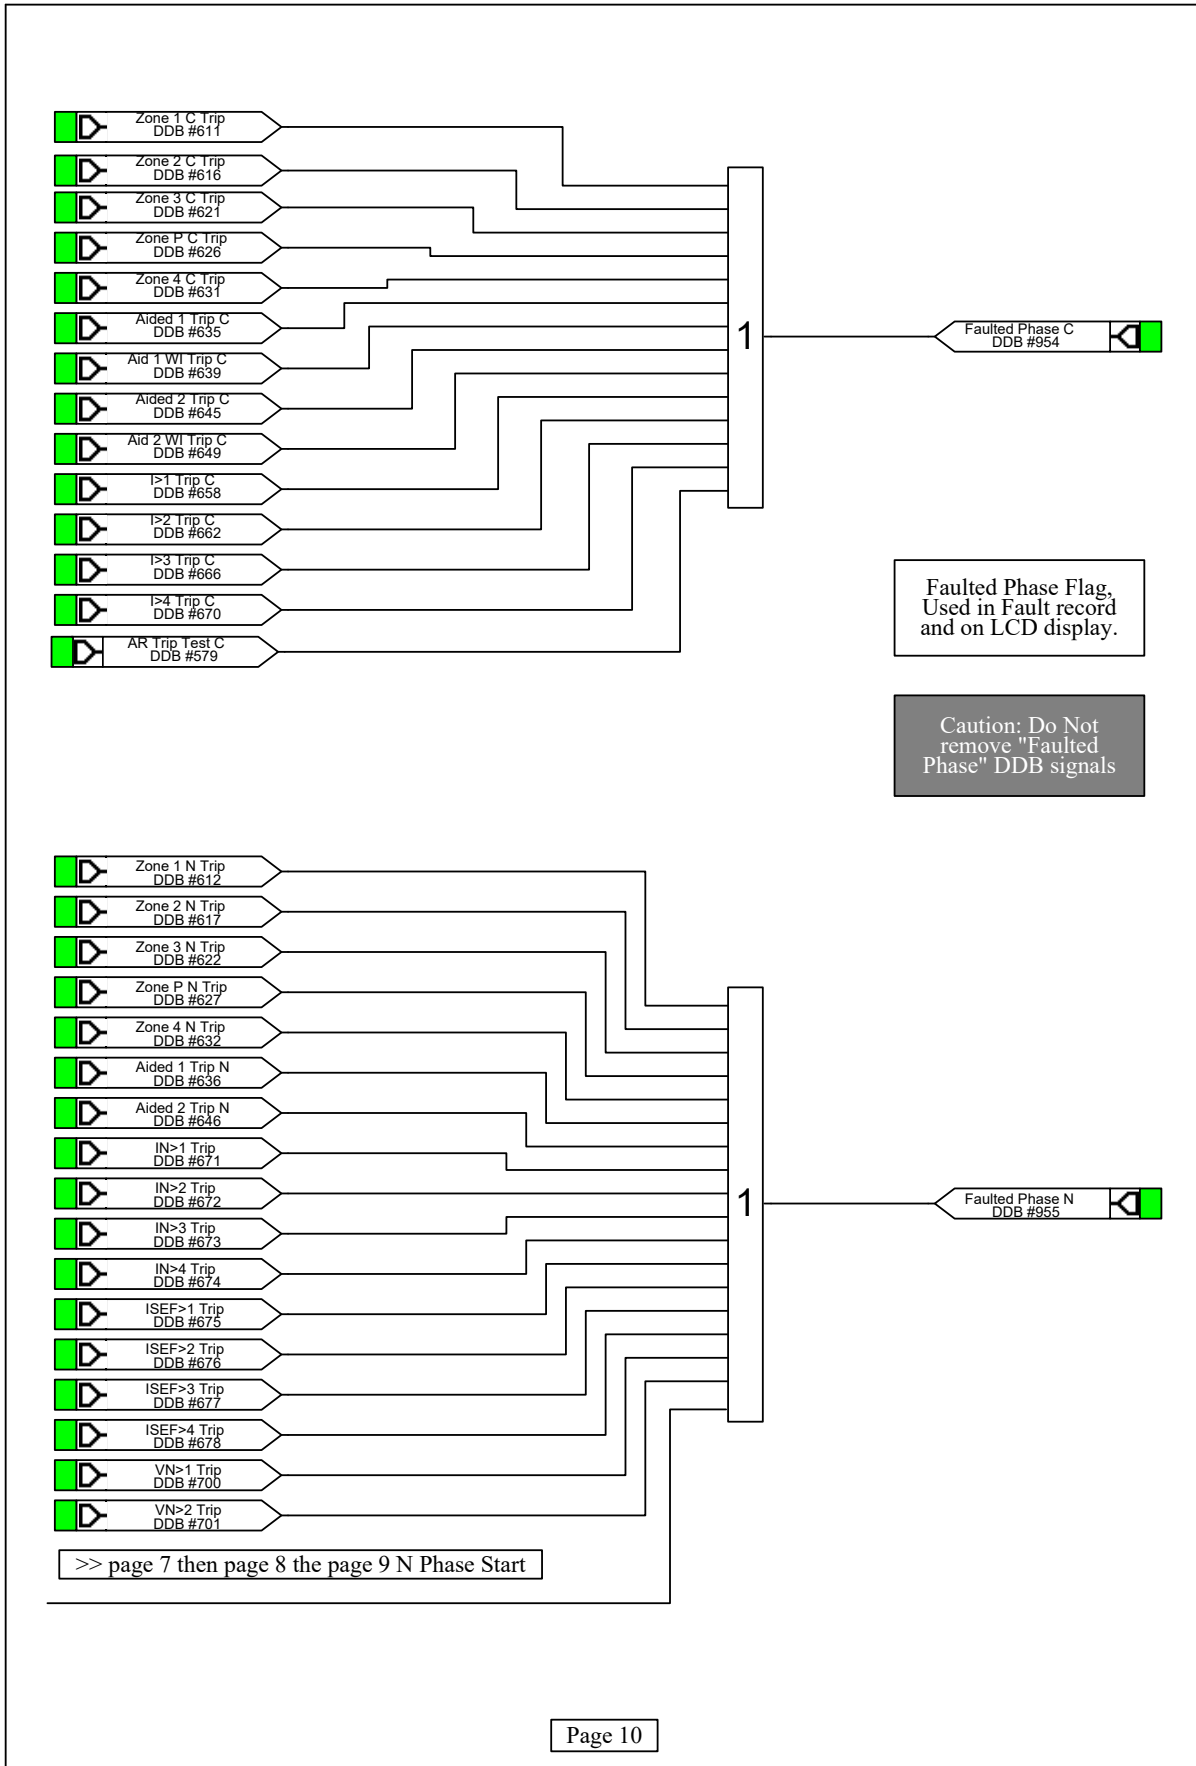 Zone 1 C Trip
DDB #611
Zone 2 C Trip
DDB #616
Zone 3 C Trip
DDB #621
Zone P C Trip
DDB #626
Zone 4 C Trip
DDB #631
Aided 1 Trip C
DDB #635
Aid 1 WI Trip C
DDB #639
Aided 2 Trip C
DDB #645
Aid 2 WI Trip C
DDB #649
I>1 Trip C
DDB #658
I>2 Trip C
DDB #662
I>3 Trip C
DDB #666
I>4 Trip C
DDB #670
AR Trip Test C
DDB #579
1
Faulted Phase C
DDB #954
Faulted Phase Flag,
Used in Fault record
and on LCD display.
Caution: Do Not
remove "Faulted
Phase" DDB signals
Zone 1 N Trip
DDB #612
Zone 2 N Trip
DDB #617
Zone 3 N Trip
DDB #622
Zone P N Trip
DDB #627
Zone 4 N Trip
DDB #632
Aided 1 Trip N
DDB #636
Aided 2 Trip N
DDB #646
IN>1 Trip
DDB #671
IN>2 Trip
DDB #672
IN>3 Trip
DDB #673
IN>4 Trip
DDB #674
ISEF>1 Trip
DDB #675
ISEF>2 Trip
DDB #676
ISEF>3 Trip
DDB #677
ISEF>4 Trip
DDB #678
VN>1 Trip
DDB #700
VN>2 Trip
DDB #701
1
Faulted Phase N
DDB #955
>> page 7 then page 8 the page 9 N Phase Start
Page 10